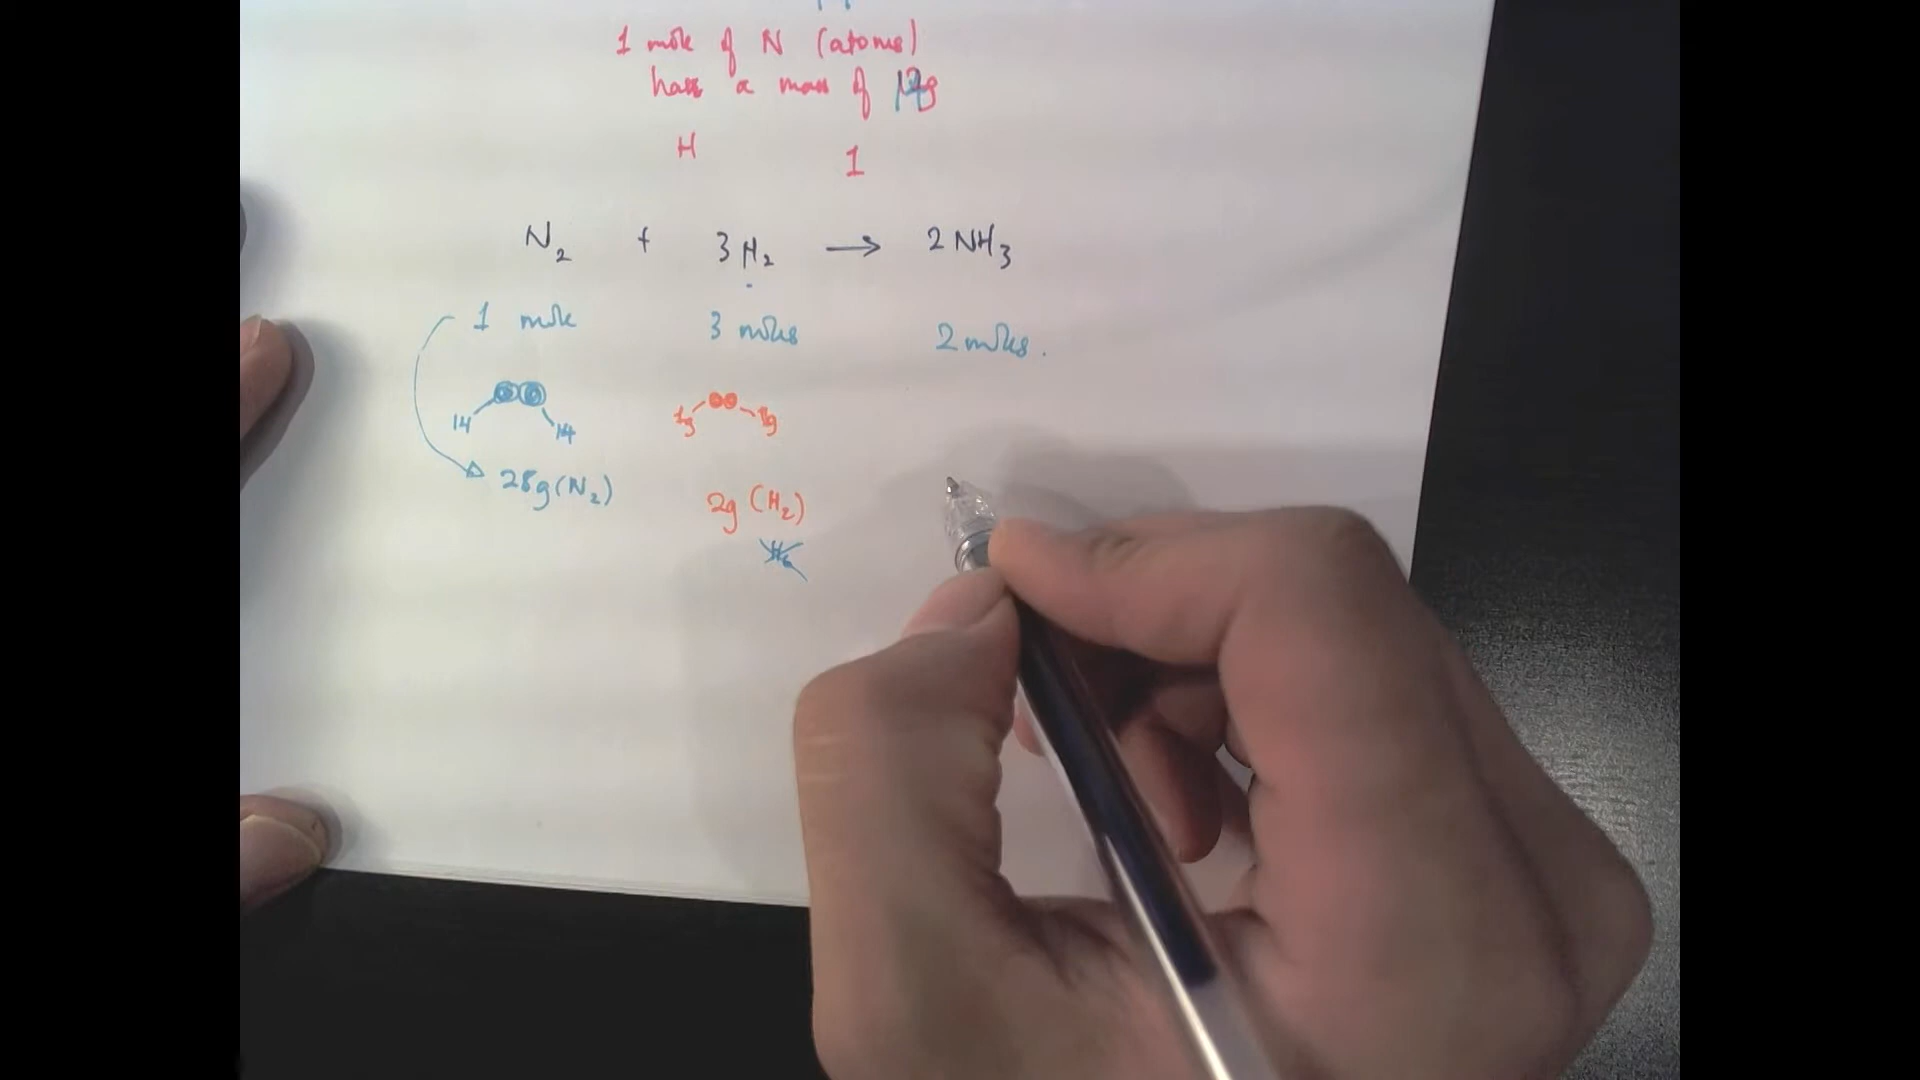 1 mole of N (atoms)
has a mass of
H 1
N₂ + 3H₂ → 2NH₃
1 mole 3 moles 2 moles.
14 14 1g 1g
28g(N₂) 2g (H₂)